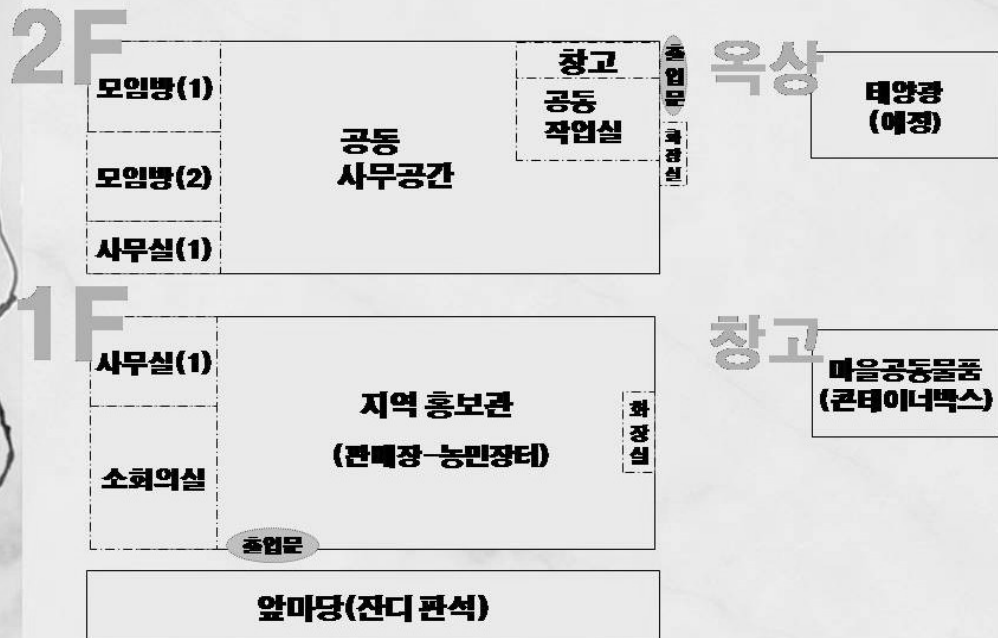 2F
모임방(1)
모임방(2)
사무실(1)
공동
사무공간
창고
공동
작업실
출입문
화장실
옥상
태양광
(예정)
1F
사무실(1)
소회의실
지역 홍보관
(판매장-농민장터)
화장실
출입문
창고
마을공동물품
(콘테이너박스)
앞마당(잔디 판석)